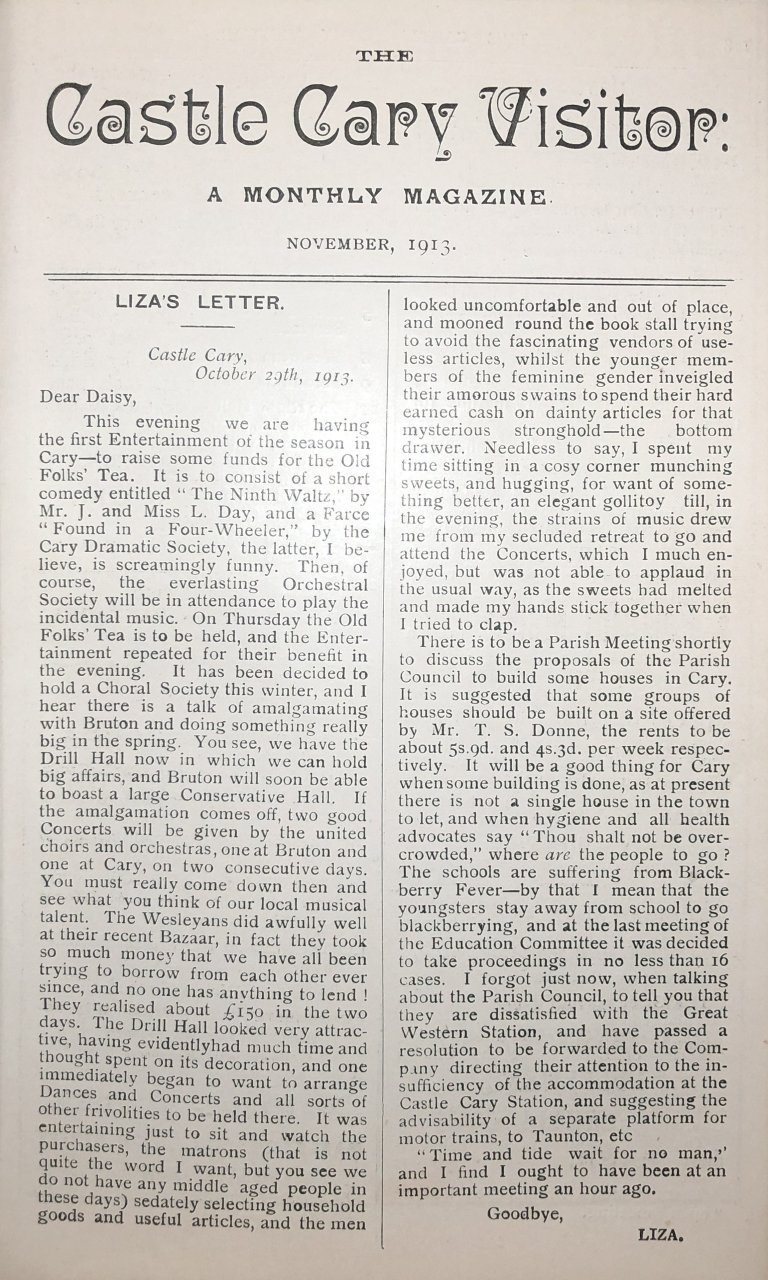 THE
Castle Cary Visitor:
A MONTHLY MAGAZINE.
NOVEMBER, 1913.
LIZA'S LETTER.
Castle Cary,
October 29th, 1913.
Dear Daisy,
This evening we are having
the first Entertainment of the season in
Cary—to raise some funds for the Old
Folks' Tea. It is to consist of a short
comedy entitled " The Ninth Waltz," by
Mr. J. and Miss L. Day, and a Farce
" Found in a Four-Wheeler," by the
Cary Dramatic Society, the latter, I be-
lieve, is screamingly funny. Then, of
course, the everlasting Orchestral
Society will be in attendance to play the
incidental music. On Thursday the Old
Folks' Tea is to be held, and the Enter-
tainment repeated for their benefit in
the evening. It has been decided to
hold a Choral Society this winter, and I
hear there is a talk of amalgamating
with Bruton and doing something really
big in the spring. You see, we have the
Drill Hall now in which we can hold
big affairs, and Bruton will soon be able
to boast a large Conservative Hall. If
the amalgamation comes off, two good
Concerts will be given by the united
choirs and orchestras, one at Bruton and
one at Cary, on two consecutive days.
You must really come down then and
see what you think of our local musical
talent. The Wesleyans did awfully well
at their recent Bazaar, in fact they took
so much money that we have all been
trying to borrow from each other ever
since, and no one has anything to lend !
They realised about £150 in the two
days. The Drill Hall looked very attrac-
tive, having evidentlyhad much time and
thought spent on its decoration, and one
immediately began to want to arrange
Dances and Concerts and all sorts of
other frivolities to be held there. It was
entertaining just to sit and watch the
purchasers, the matrons (that is not
quite the word I want, but you see we
do not have any middle aged people in
these days) sedately selecting household
goods and useful articles, and the men
looked uncomfortable and out of place,
and mooned round the book stall trying
to avoid the fascinating vendors of use-
less articles, whilst the younger mem-
bers of the feminine gender inveigled
their amorous swains to spend their hard
earned cash on dainty articles for that
mysterious stronghold—the bottom
drawer. Needless to say, I spent my
time sitting in a cosy corner munching
sweets, and hugging, for want of some-
thing better, an elegant gollitoy till, in
the evening, the strains of music drew
me from my secluded retreat to go and
attend the Concerts, which I much en-
joyed, but was not able to applaud in
the usual way, as the sweets had melted
and made my hands stick together when
I tried to clap.
There is to be a Parish Meeting shortly
to discuss the proposals of the Parish
Council to build some houses in Cary.
It is suggested that some groups of
houses should be built on a site offered
by Mr. T. S. Donne, the rents to be
about 5s.9d. and 4s.3d. per week respec-
tively. It will be a good thing for Cary
when some building is done, as at present
there is not a single house in the town
to let, and when hygiene and all health
advocates say " Thou shalt not be over-
crowded," where are the people to go ?
The schools are suffering from Black-
berry Fever—by that I mean that the
youngsters stay away from school to go
blackberrying, and at the last meeting of
the Education Committee it was decided
to take proceedings in no less than 16
cases. I forgot just now, when talking
about the Parish Council, to tell you that
they are dissatisfied with the Great
Western Station, and have passed a
resolution to be forwarded to the Com-
pany directing their attention to the in-
sufficiency of the accommodation at the
Castle Cary Station, and suggesting the
advisability of a separate platform for
motor trains, to Taunton, etc
" Time and tide wait for no man,"
and I find I ought to have been at an
important meeting an hour ago.
Goodbye,
LIZA.